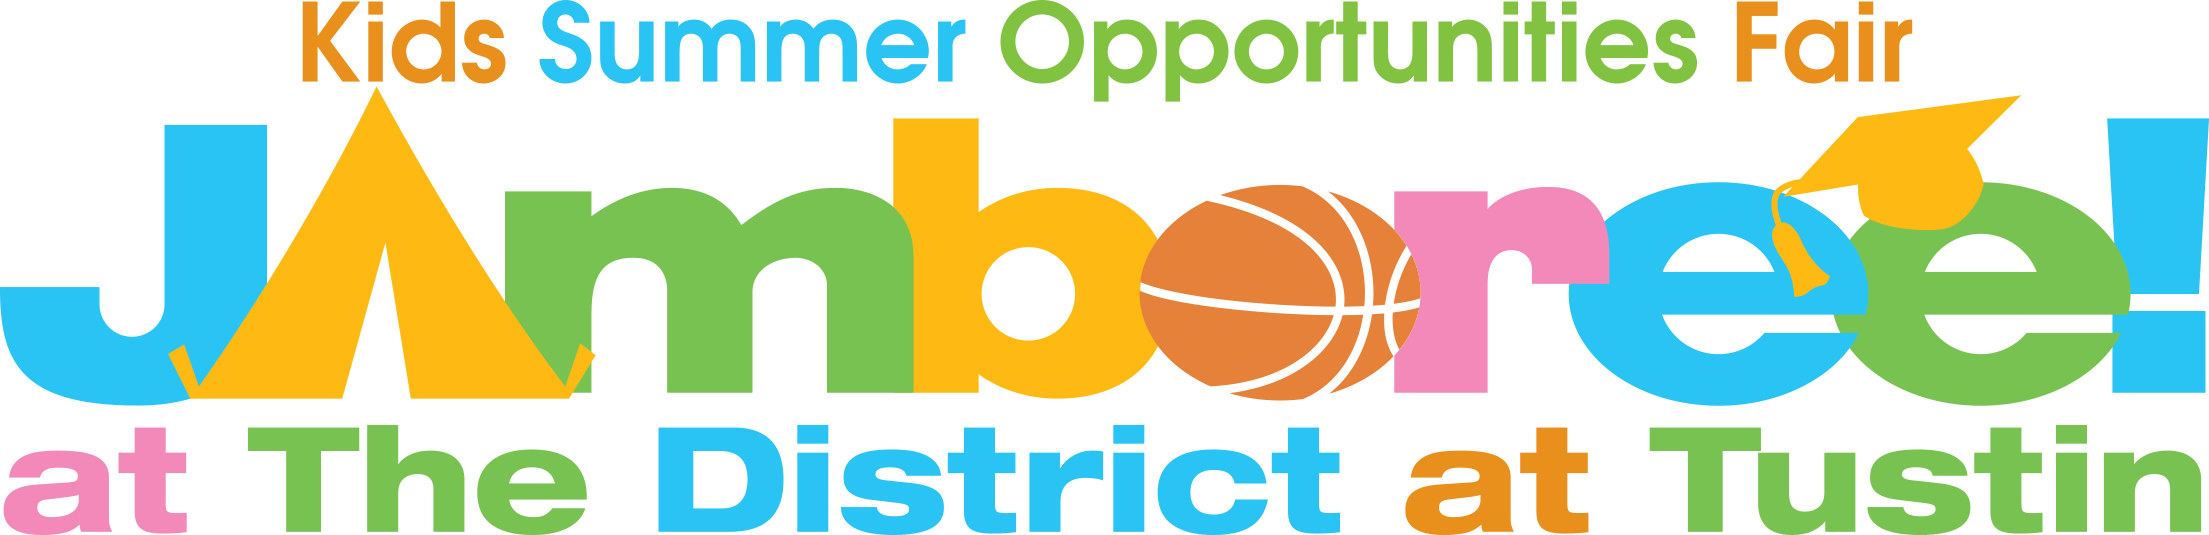 Kids Summer Opportunities Fair
JAmboree!
at The District at Tustin